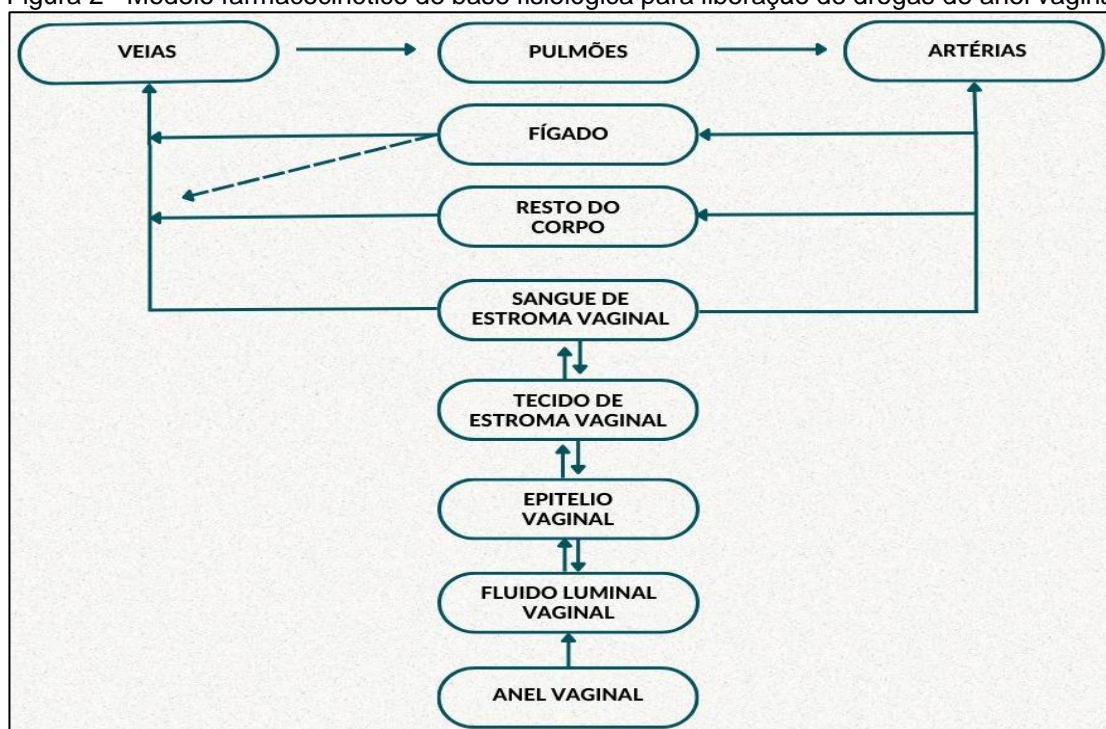 Figura 2 - Modelo farmacocinético de base fisiológica para liberação de drogas do anel
VEIAS
PULMÕES
ARTÉRIAS
FÍGADO
RESTO DO
CORPO
SANGUE DE
ESTROMA VAGINAL
TECIDO DE
ESTROMA VAGINAL
EPITELIO
VAGINAL
FLUIDO LUMINAL
VAGINAL
ANEL VAGINAL